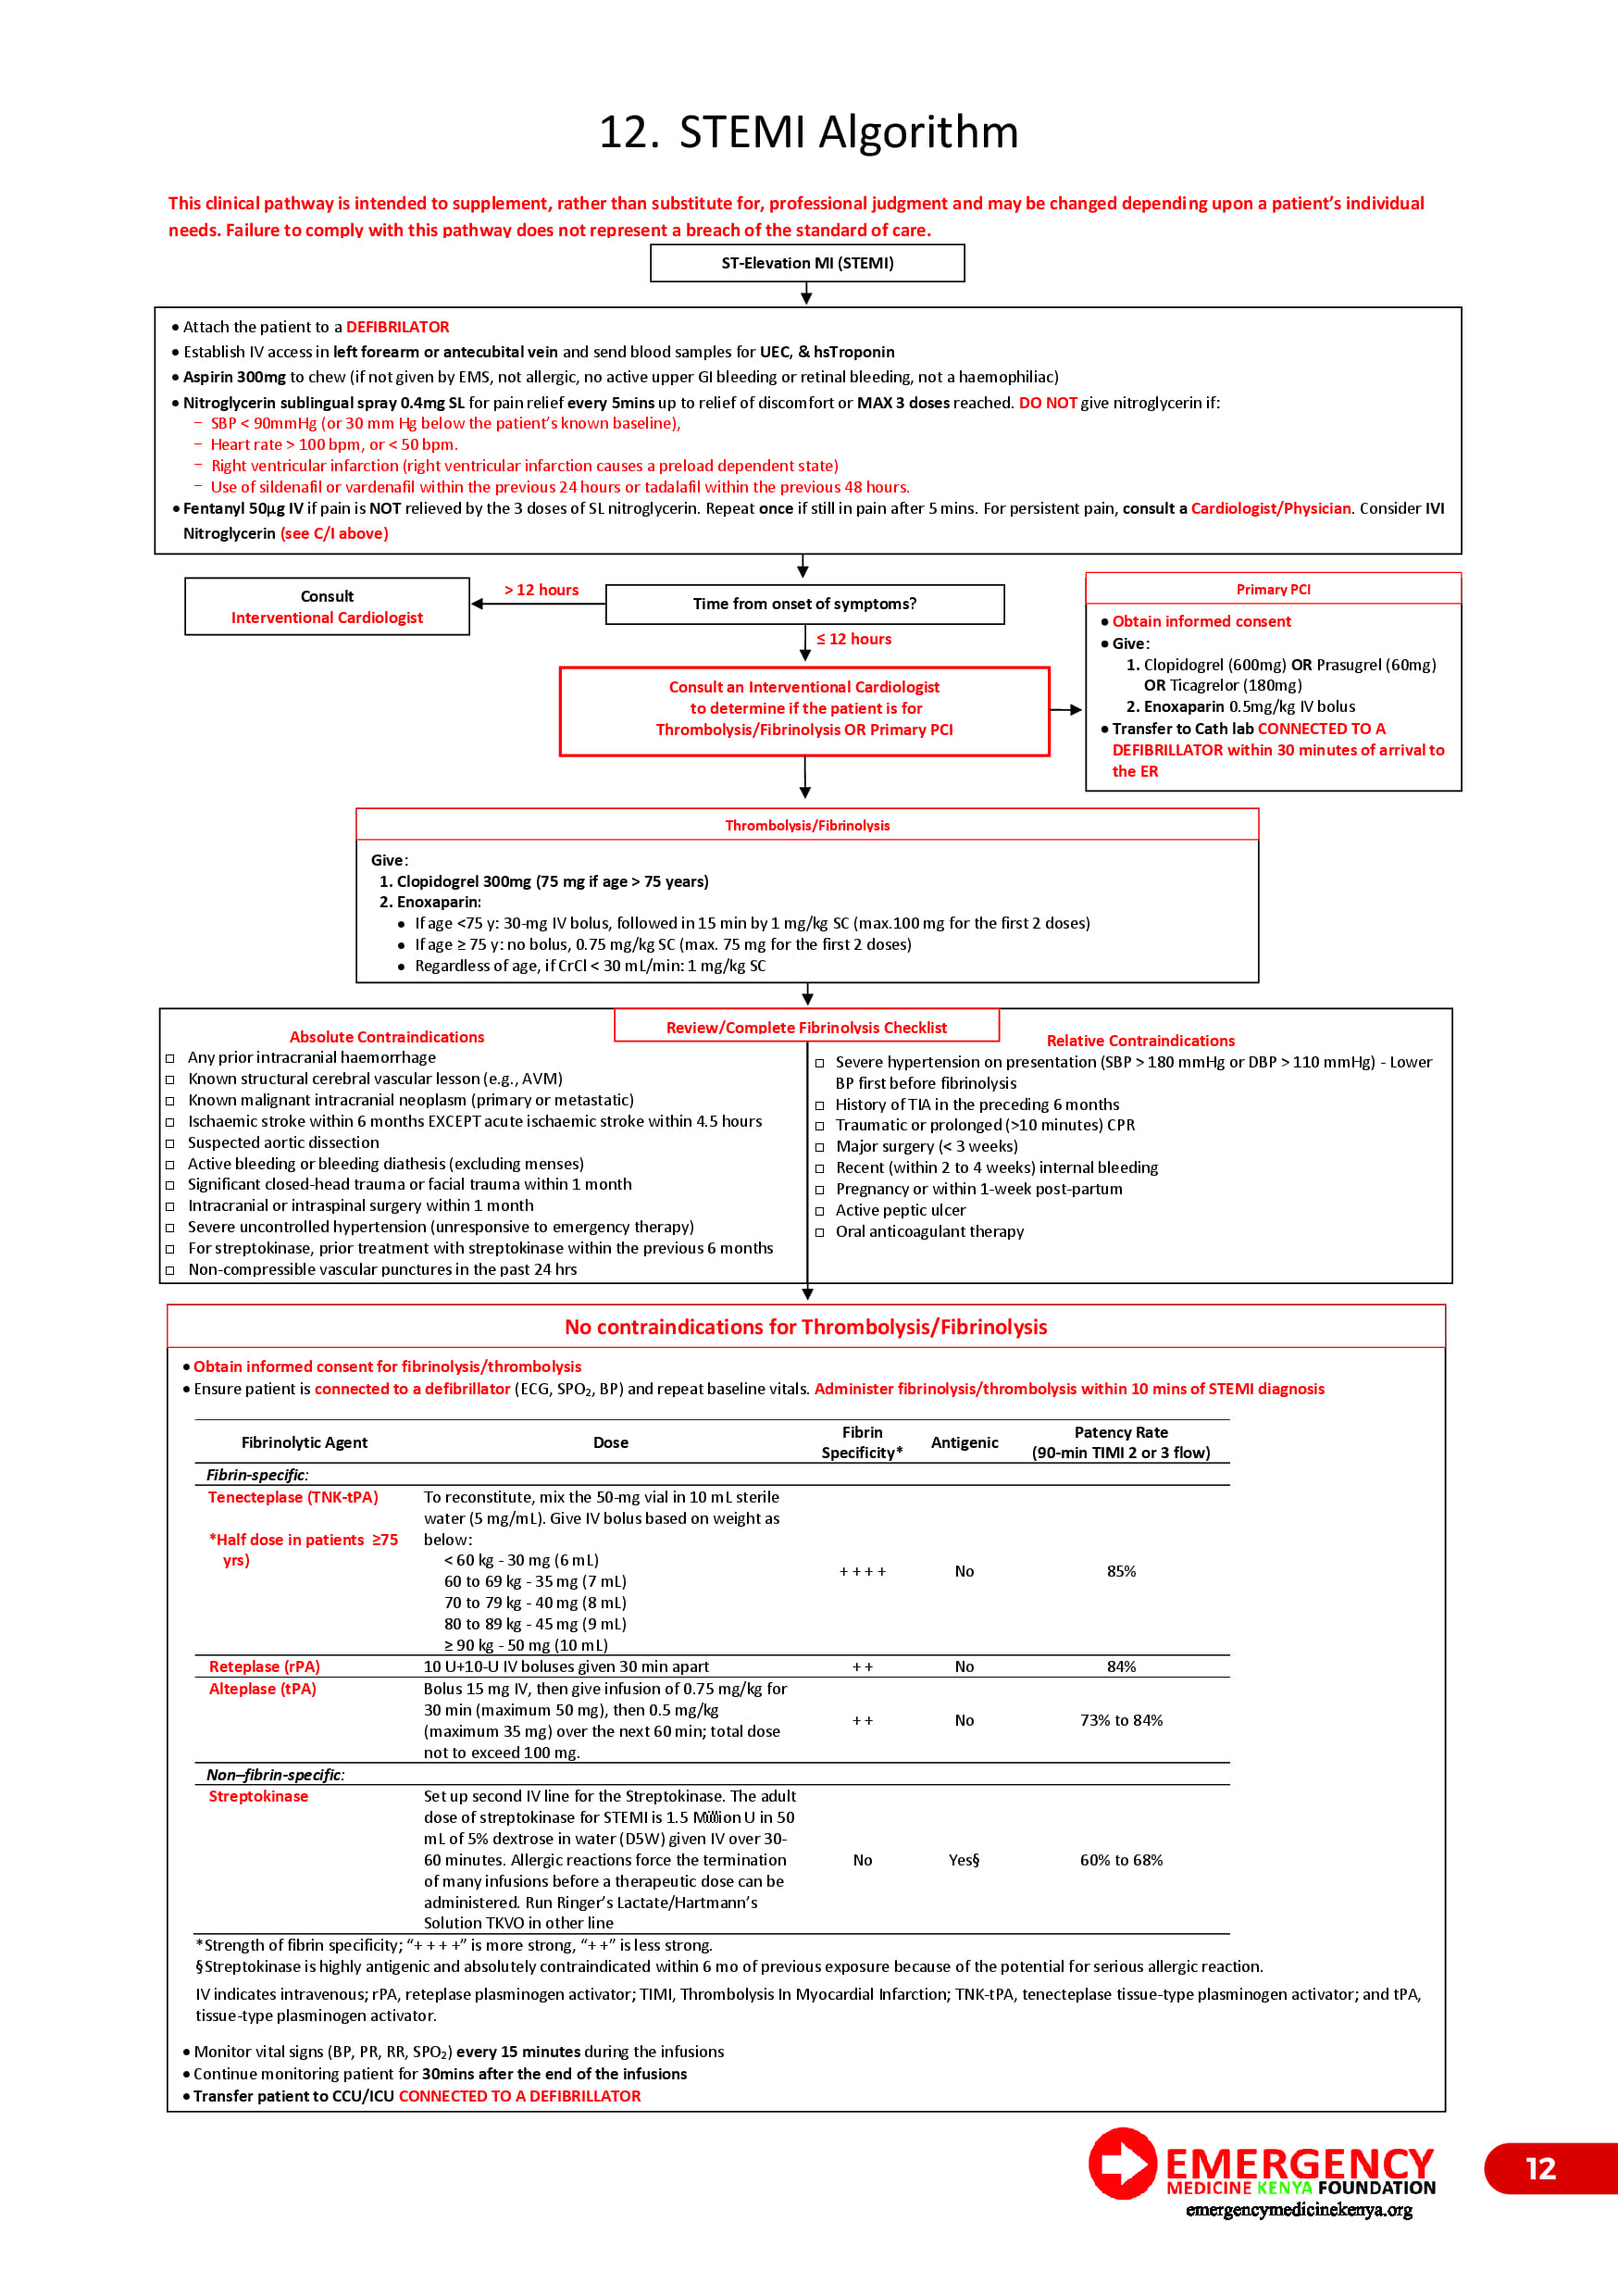 12. STEMI Algorithm
This clinical pathway is intended to supplement, rather than substitute for, professional judgment and may be changed depending upon a patient’s individual
needs. Failure to comply with this pathway does not represent a breach of the standard of care.
ST-Elevation MI (STEMI)
• Attach the patient to a DEFIBRILATOR
• Establish IV access in left forearm or antecubital vein and send blood samples for UEC, & hsTroponin
• Aspirin 300mg to chew (if not given by EMS, not allergic, no active upper GI bleeding or retinal bleeding, not a haemophiliac)
• Nitroglycerin sublingual spray 0.4mg SL for pain relief every 5mins up to relief of discomfort or MAX 3 doses reached. DO NOT give nitroglycerin if:
− SBP < 90mmHg (or 30 mm Hg below the patient’s known baseline),
− Heart rate > 100 bpm, or < 50 bpm.
− Right ventricular infarction (right ventricular infarction causes a preload dependent state)
− Use of sildenafil or vardenafil within the previous 24 hours or tadalafil within the previous 48 hours.
• Fentanyl 50µg IV if pain is NOT relieved by the 3 doses of SL nitroglycerin. Repeat once if still in pain after 5 mins. For persistent pain, consult a Cardiologist/Physician. Consider IVI
Nitroglycerin (see C/I above)
Consult
Interventional Cardiologist
> 12 hours
Time from onset of symptoms?
≤ 12 hours
Consult an Interventional Cardiologist
to determine if the patient is for
Thrombolysis/Fibrinolysis OR Primary PCI
Primary PCI
• Obtain informed consent
• Give:
1. Clopidogrel (600mg) OR Prasugrel (60mg)
OR Ticagrelor (180mg)
2. Enoxaparin 0.5mg/kg IV bolus
• Transfer to Cath lab CONNECTED TO A
DEFIBRILLATOR within 30 minutes of arrival to
the ER
Thrombolysis/Fibrinolysis
Give:
1. Clopidogrel 300mg (75 mg if age > 75 years)
2. Enoxaparin:
• If age <75 y: 30-mg IV bolus, followed in 15 min by 1 mg/kg SC (max.100 mg for the first 2 doses)
• If age ≥ 75 y: no bolus, 0.75 mg/kg SC (max. 75 mg for the first 2 doses)
• Regardless of age, if CrCl < 30 mL/min: 1 mg/kg SC
Review/Complete Fibrinolysis Checklist
Absolute Contraindications
□ Any prior intracranial haemorrhage
□ Known structural cerebral vascular lesson (e.g., AVM)
□ Known malignant intracranial neoplasm (primary or metastatic)
□ Ischaemic stroke within 6 months EXCEPT acute ischaemic stroke within 4.5 hours
□ Suspected aortic dissection
□ Active bleeding or bleeding diathesis (excluding menses)
□ Significant closed-head trauma or facial trauma within 1 month
□ Intracranial or intraspinal surgery within 1 month
□ Severe uncontrolled hypertension (unresponsive to emergency therapy)
□ For streptokinase, prior treatment with streptokinase within the previous 6 months
□ Non-compressible vascular punctures in the past 24 hrs
Relative Contraindications
□ Severe hypertension on presentation (SBP > 180 mmHg or DBP > 110 mmHg) - Lower
BP first before fibrinolysis
□ History of TIA in the preceding 6 months
□ Traumatic or prolonged (>10 minutes) CPR
□ Major surgery (< 3 weeks)
□ Recent (within 2 to 4 weeks) internal bleeding
□ Pregnancy or within 1-week post-partum
□ Active peptic ulcer
□ Oral anticoagulant therapy
No contraindications for Thrombolysis/Fibrinolysis
• Obtain informed consent for fibrinolysis/thrombolysis
• Ensure patient is connected to a defibrillator (ECG, SPO₂, BP) and repeat baseline vitals. Administer fibrinolysis/thrombolysis within 10 mins of STEMI diagnosis
Fibrinolytic Agent Dose Fibrin Specificity* Antigenic Patency Rate (90-min TIMI 2 or 3 flow)
Fibrin-specific:
Tenecteplase (TNK-tPA)
*Half dose in patients ≥75
yrs)
To reconstitute, mix the 50-mg vial in 10 mL sterile
water (5 mg/mL). Give IV bolus based on weight as
below:
< 60 kg - 30 mg (6 mL)
60 to 69 kg - 35 mg (7 mL)
70 to 79 kg - 40 mg (8 mL)
80 to 89 kg - 45 mg (9 mL)
≥ 90 kg - 50 mg (10 mL)
+ + + + No 85%
Reteplase (rPA) 10 U+10-U IV boluses given 30 min apart + + No 84%
Alteplase (tPA)
Bolus 15 mg IV, then give infusion of 0.75 mg/kg for
30 min (maximum 50 mg), then 0.5 mg/kg
(maximum 35 mg) over the next 60 min; total dose
not to exceed 100 mg.
+ + No 73% to 84%
Non–fibrin-specific:
Streptokinase
Set up second IV line for the Streptokinase. The adult
dose of streptokinase for STEMI is 1.5 Million U in 50
mL of 5% dextrose in water (D5W) given IV over 30-
60 minutes. Allergic reactions force the termination
of many infusions before a therapeutic dose can be
administered. Run Ringer’s Lactate/Hartmann’s
Solution TKVO in other line
No Yes§ 60% to 68%
*Strength of fibrin specificity; “+ + + +” is more strong, “+ +” is less strong.
§Streptokinase is highly antigenic and absolutely contraindicated within 6 mo of previous exposure because of the potential for serious allergic reaction.
IV indicates intravenous; rPA, reteplase plasminogen activator; TIMI, Thrombolysis In Myocardial Infarction; TNK-tPA, tenecteplase tissue-type plasminogen activator; and tPA,
tissue-type plasminogen activator.
• Monitor vital signs (BP, PR, RR, SPO₂) every 15 minutes during the infusions
• Continue monitoring patient for 30mins after the end of the infusions
• Transfer patient to CCU/ICU CONNECTED TO A DEFIBRILLATOR
EMERGENCY
MEDICINE KENYA FOUNDATION
emergencymedicinekenya.org
12